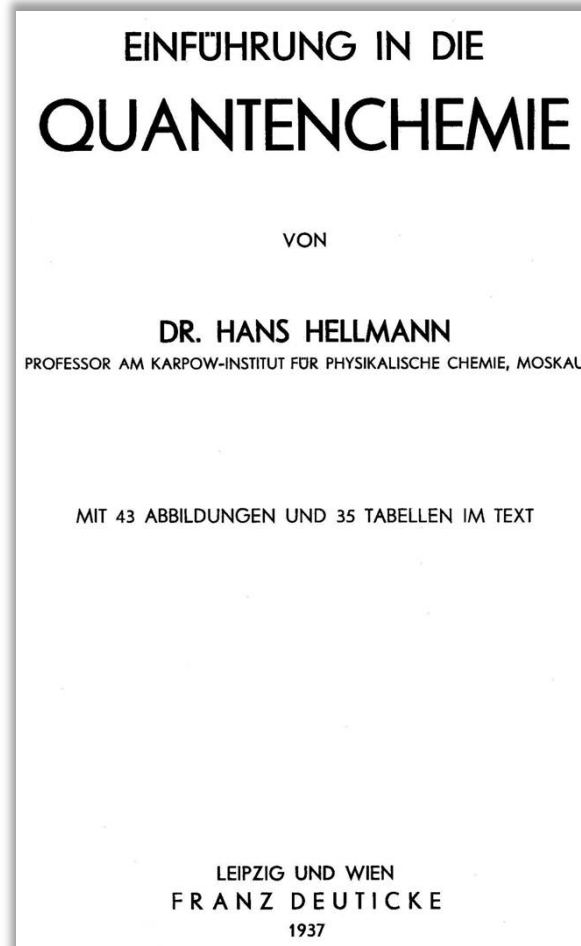 EINFÜHRUNG IN DIE
QUANTENCHEMIE
VON
DR. HANS HELLMANN
PROFESSOR AM KARPOW-INSTITUT FÜR PHYSIKALISCHE CHEMIE, MOSKAU
MIT 43 ABBILDUNGEN UND 35 TABELLEN IM TEXT
LEIPZIG UND WIEN
FRANZ DEUTICKE
1937